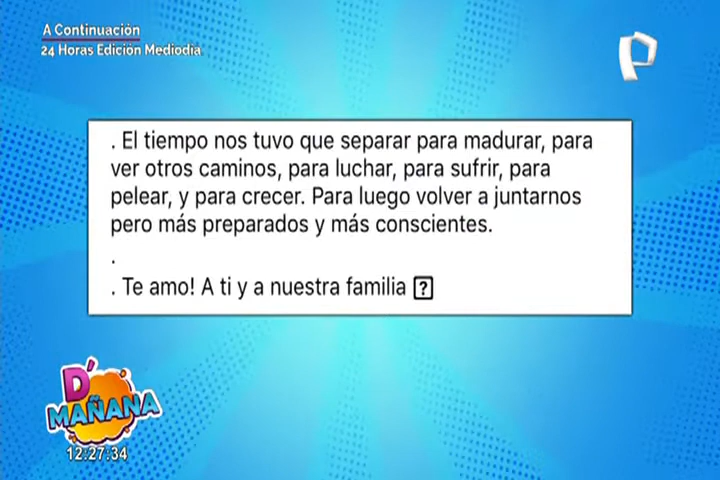 A Continuación
24 Horas Edición Mediodia
. El tiempo nos tuvo que separar para madurar, para
ver otros caminos, para luchar, para sufrir, para
pelear, y para crecer. Para luego volver a juntarnos
pero más preparados y más conscientes.
.
. Te amo! A ti y a nuestra familia ?
D'
MAÑANA
12:27:34